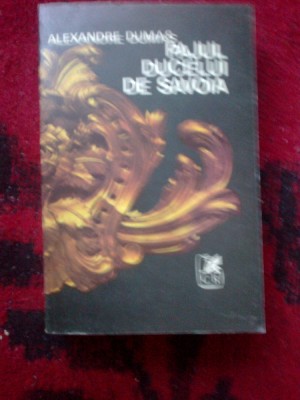 ALEXANDRE DUMAS
PAJUL
DUCELUI
DE SAVOIA